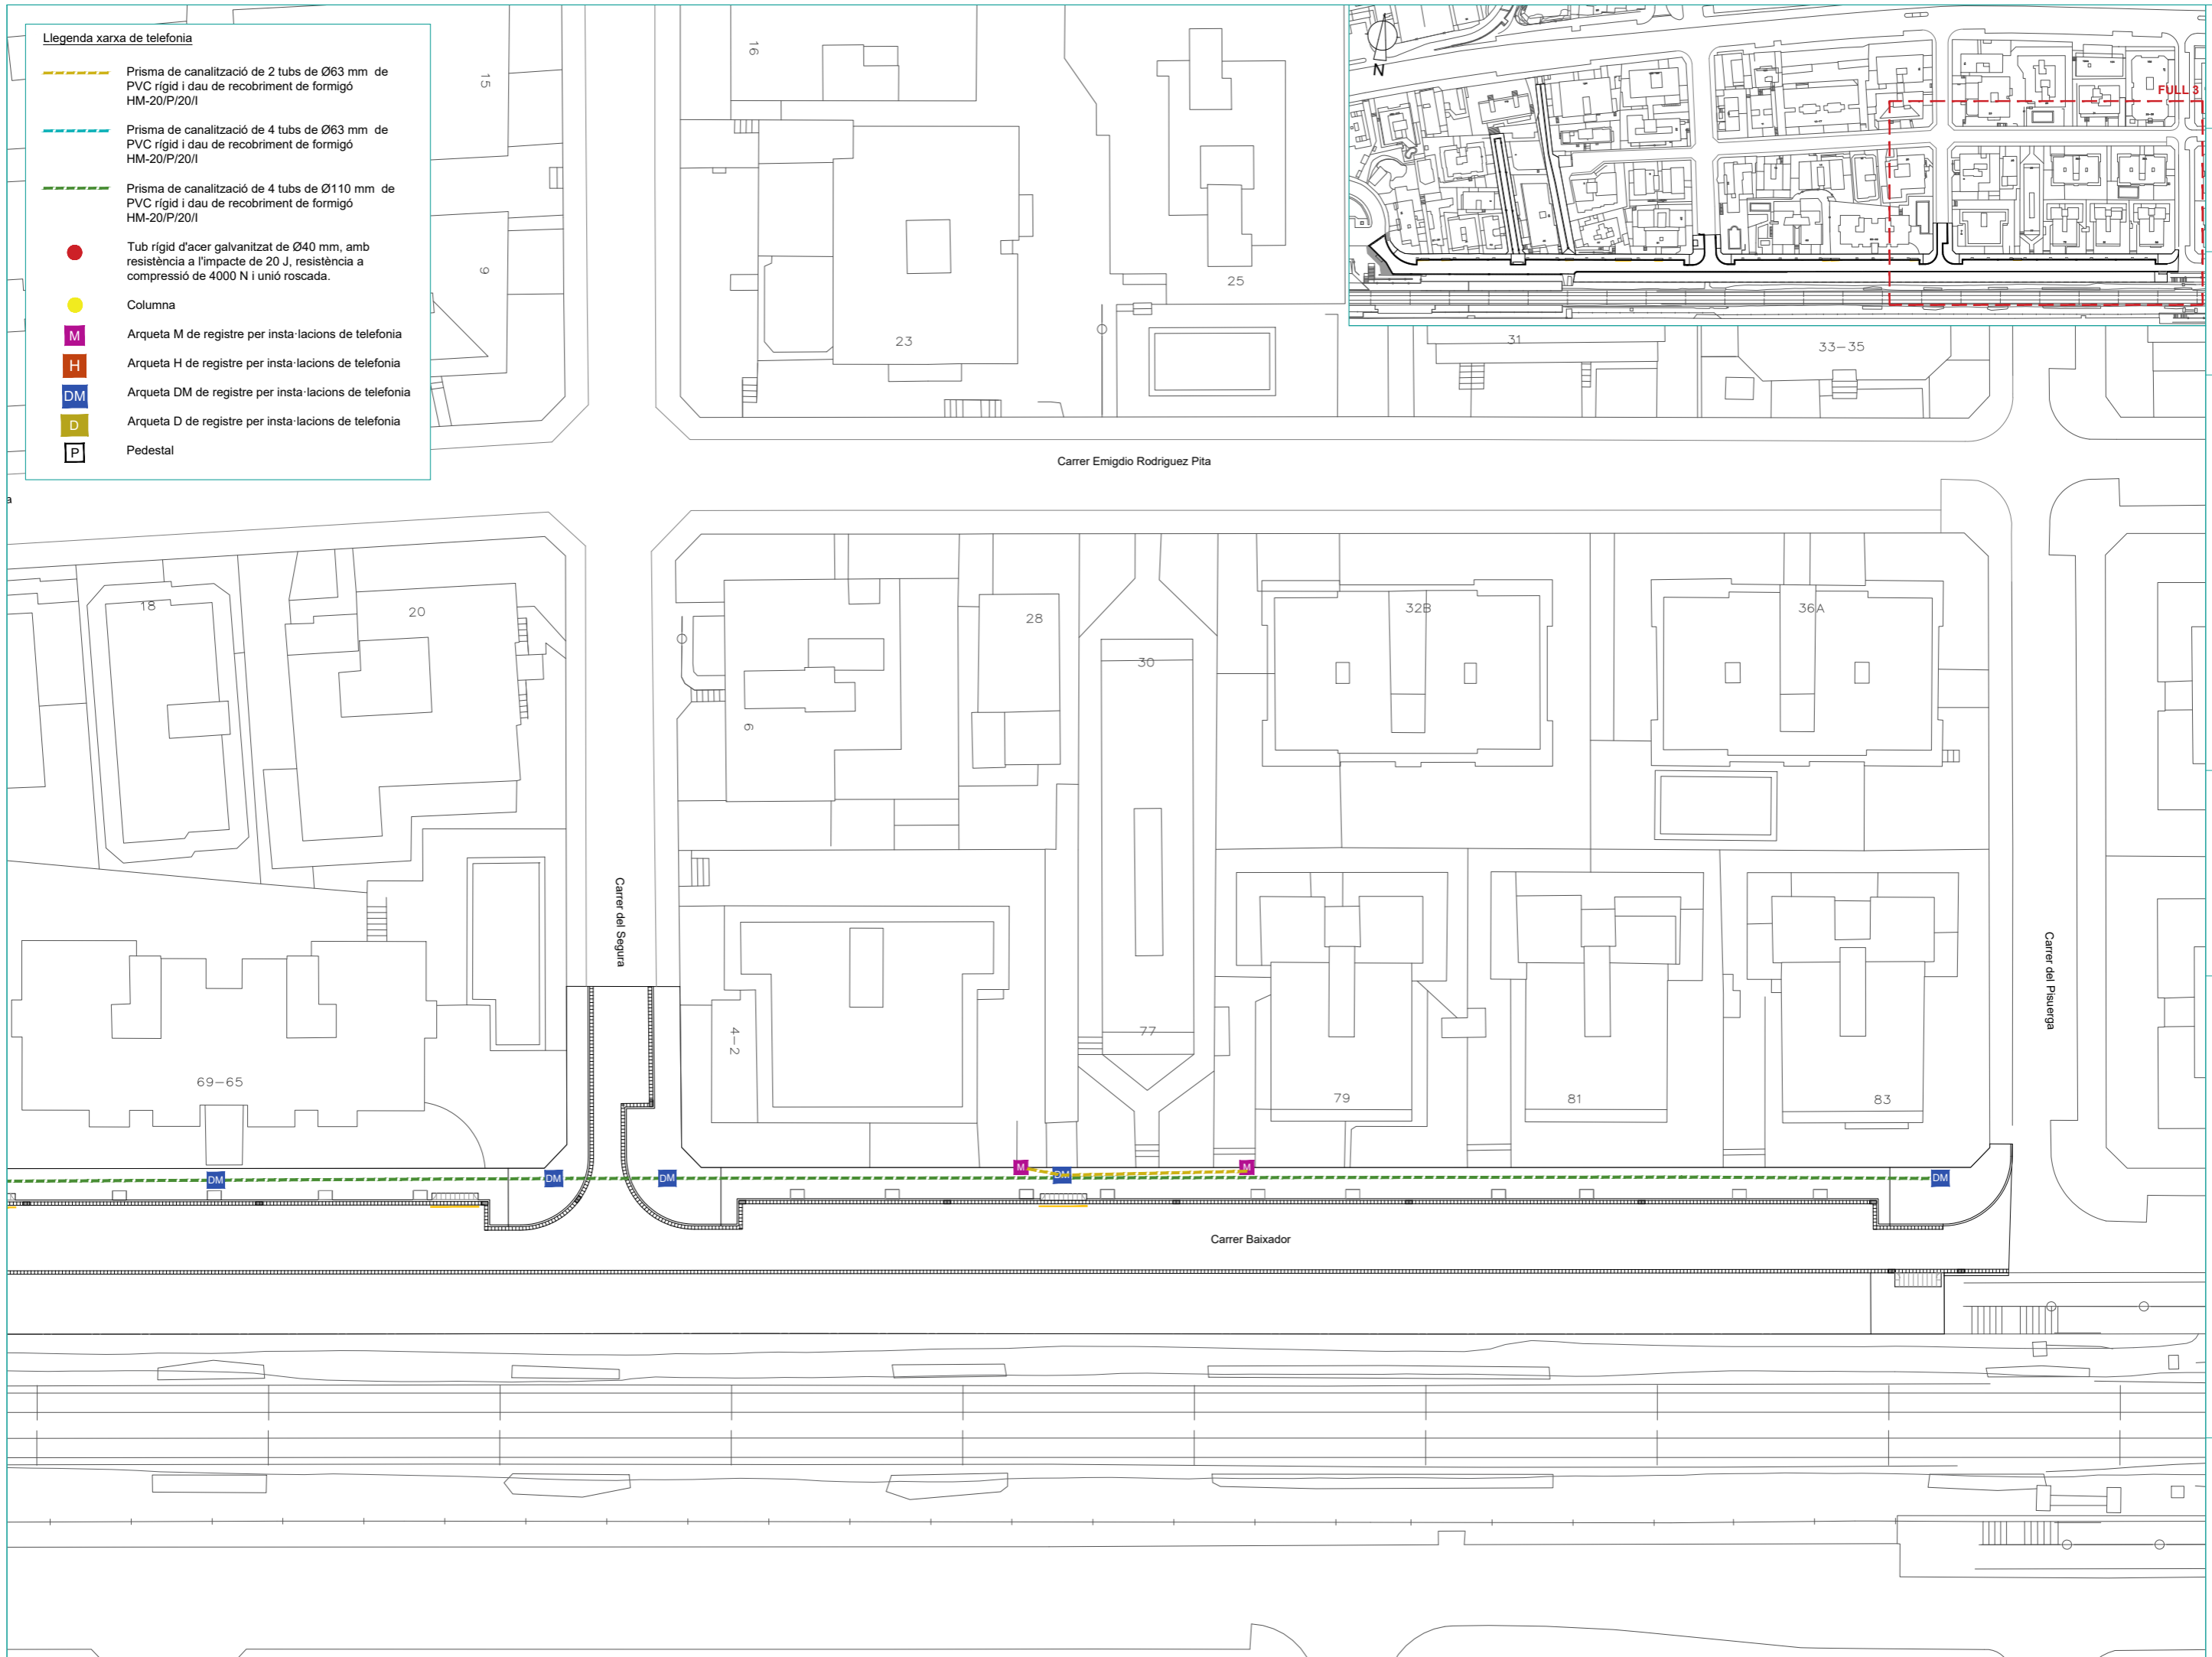 Llegenda xarxa de telefonia
Prisma de canalització de 2 tubs de Ø63 mm de
PVC rígid i dau de recobriment de formigó
HM-20/P/20/I
Prisma de canalització de 4 tubs de Ø63 mm de
PVC rígid i dau de recobriment de formigó
HM-20/P/20/I
Prisma de canalització de 4 tubs de Ø110 mm de
PVC rígid i dau de recobriment de formigó
HM-20/P/20/I
Tub rígid d'acer galvanitzat de Ø40 mm, amb
resistència a l'impacte de 20 J, resistència a
compressió de 4000 N i unió roscada.
Columna
M Arqueta M de registre per insta·lacions de telefonia
H Arqueta H de registre per insta·lacions de telefonia
DM Arqueta DM de registre per insta·lacions de telefonia
D Arqueta D de registre per insta·lacions de telefonia
P Pedestal
N
FULL 3
15
16
9
23
25
31
33-35
Carrer Emigdio Rodriguez Pita
a
18
20
6
28
30
32B
36A
Carrer del Segura
Carrer del Pisuerga
69-65
4-2
77
79
81
83
DM
DM
DM
M
DM
M
DM
Carrer Baixador